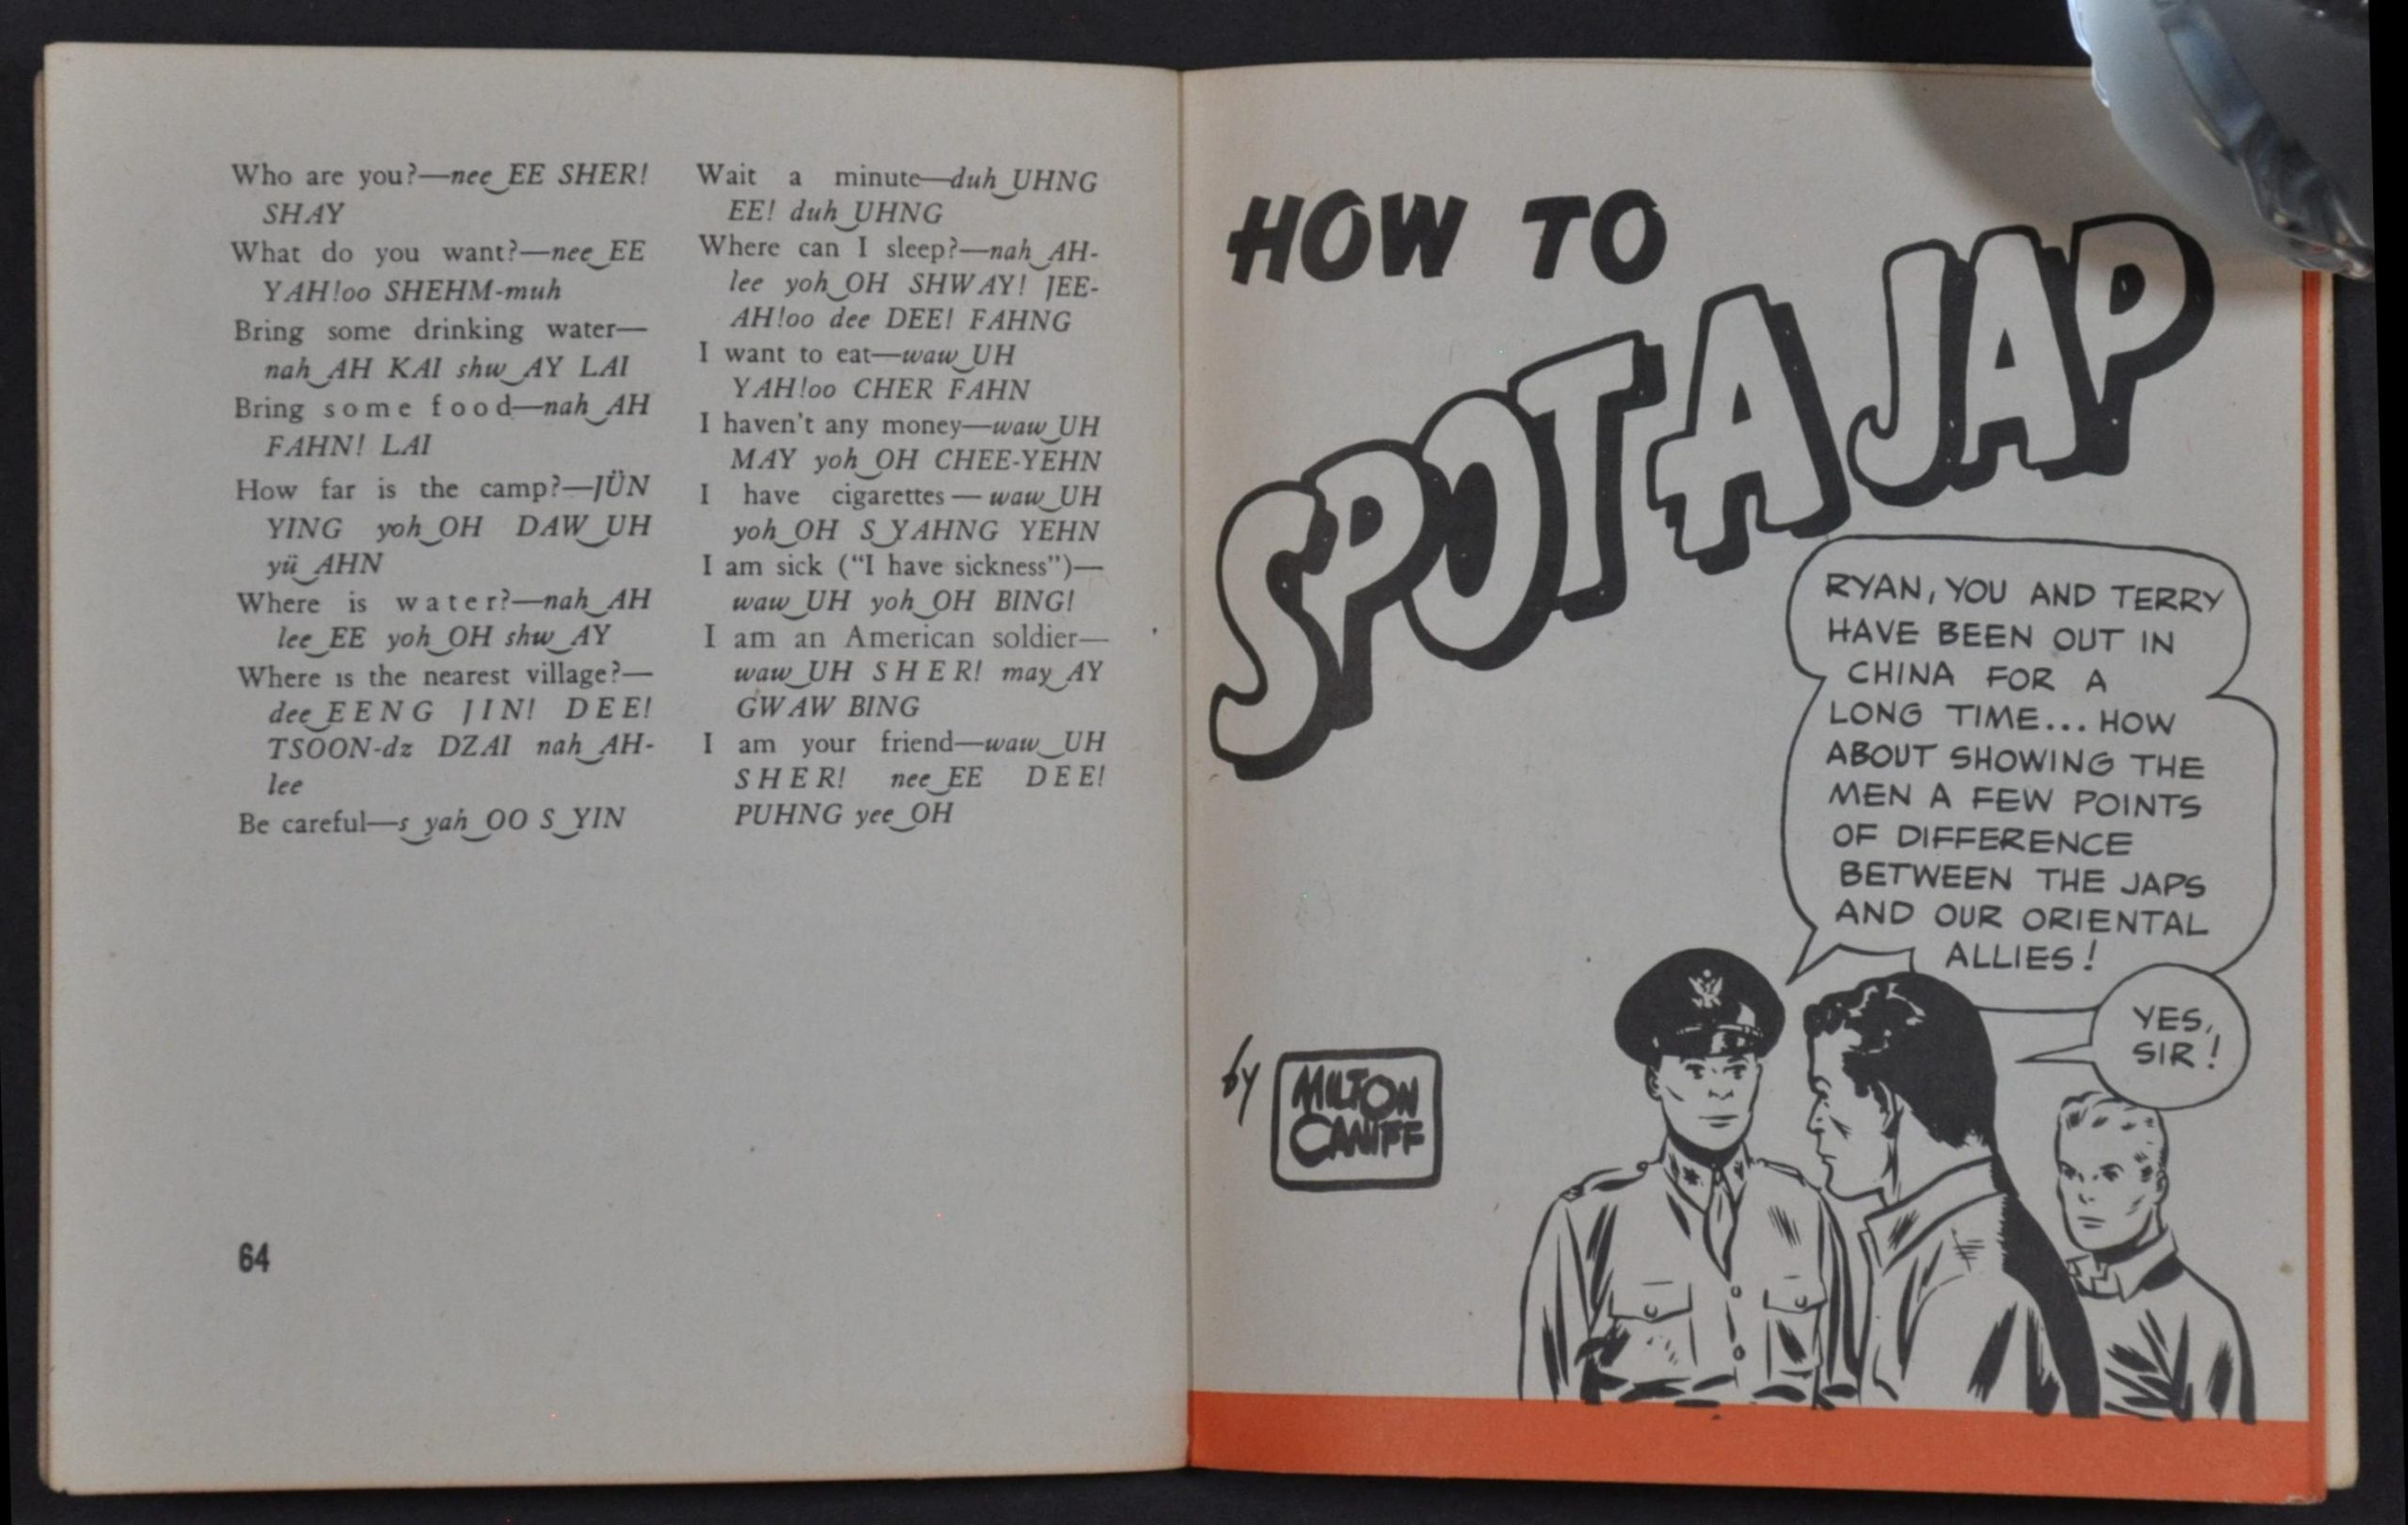 Who are you?—nee‿EE SHER!
SHAY
What do you want?—nee‿EE
YAH!oo SHEHM-muh
Bring some drinking water—
nah‿AH KAI shw‿AY LAI
Bring some food—nah‿AH
FAHN! LAI
How far is the camp?—JÜN
YING yoh‿OH DAW‿UH
yü‿AHN
Where is water?—nah‿AH
lee‿EE yoh‿OH shw‿AY
Where is the nearest village?—
dee‿EENG JIN! DEE!
TSOON-dz DZAI nah‿AH-
lee
Be careful—s‿yah‿OO S‿YIN
64
Wait a minute—duh‿UHNG
EE! duh‿UHNG
Where can I sleep?—nah‿AH-
lee yoh‿OH SHWAY! JEE-
AH!oo dee DEE! FAHNG
I want to eat—waw‿UH
YAH!oo CHER FAHN
I haven't any money—waw‿UH
MAY yoh‿OH CHEE-YEHN
I have cigarettes—waw‿UH
yoh‿OH S‿YAHNG YEHN
I am sick (“I have sickness”)—
waw‿UH yoh‿OH BING!
I am an American soldier—
waw‿UH SHER! may‿AY
GWAW BING
I am your friend—waw‿UH
SHER! nee‿EE DEE!
PUHNG yee‿OH
HOW TO
SPOT A JAP
RYAN, YOU AND TERRY
HAVE BEEN OUT IN
CHINA FOR A
LONG TIME... HOW
ABOUT SHOWING THE
MEN A FEW POINTS
OF DIFFERENCE
BETWEEN THE JAPS
AND OUR ORIENTAL
ALLIES!
YES,
SIR!
by
MILTON
CANIFF